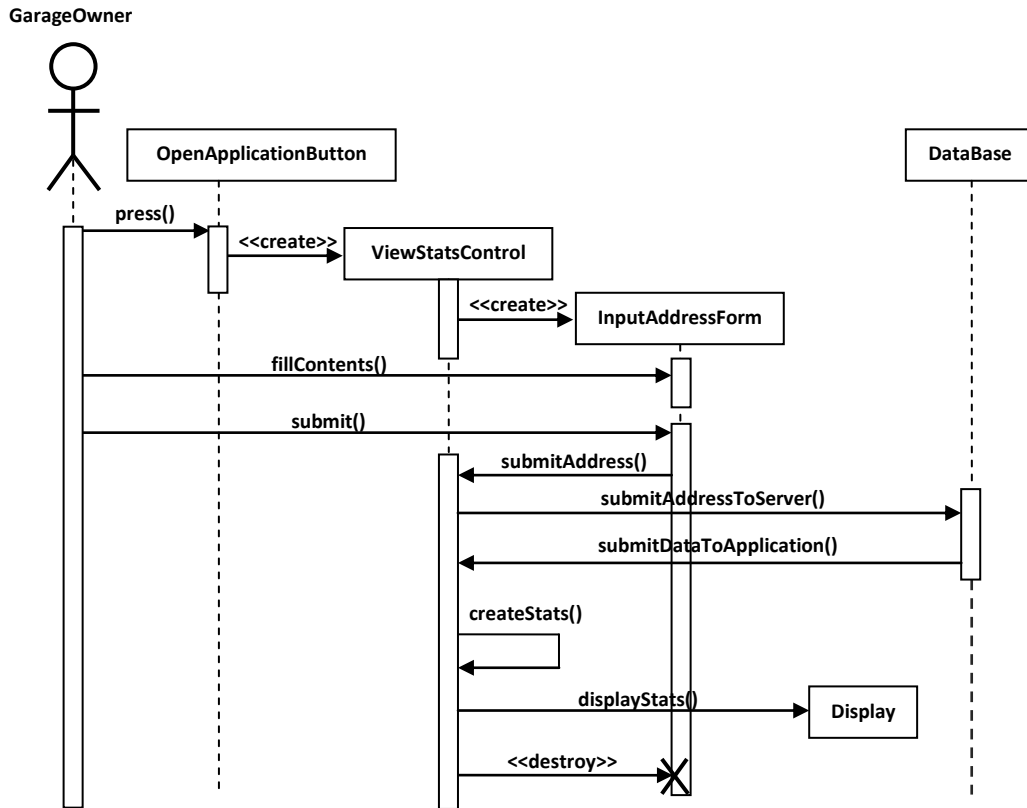 GarageOwner
OpenApplicationButton
DataBase
press()
<<create>>
ViewStatsControl
<<create>>
InputAddressForm
fillContents()
submit()
submitAddress()
submitAddressToServer()
submitDataToApplication()
createStats()
displayStats()
Display
<<destroy>>